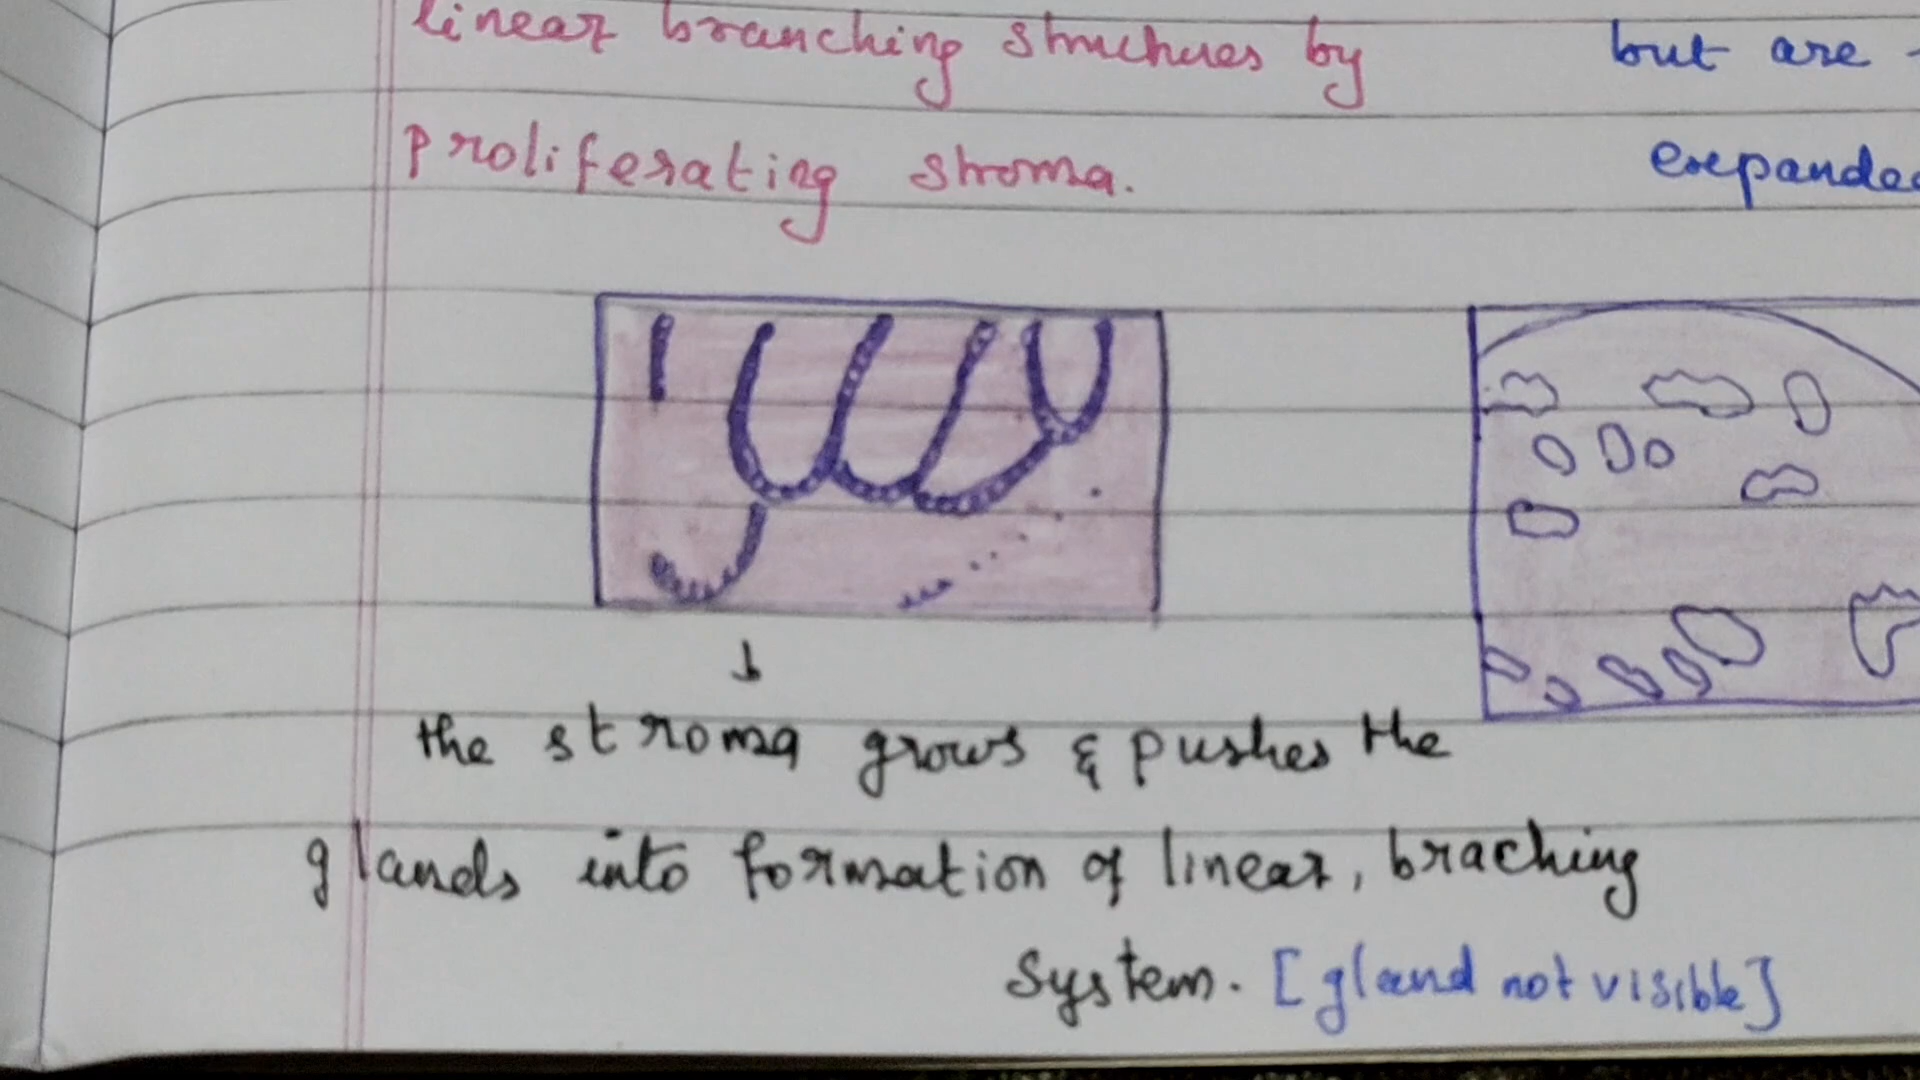 linear branching structures by
proliferating stroma.
but are
expanded
the stroma grows & pushes the
glands into formation of linear, braching
system. [gland not visible]